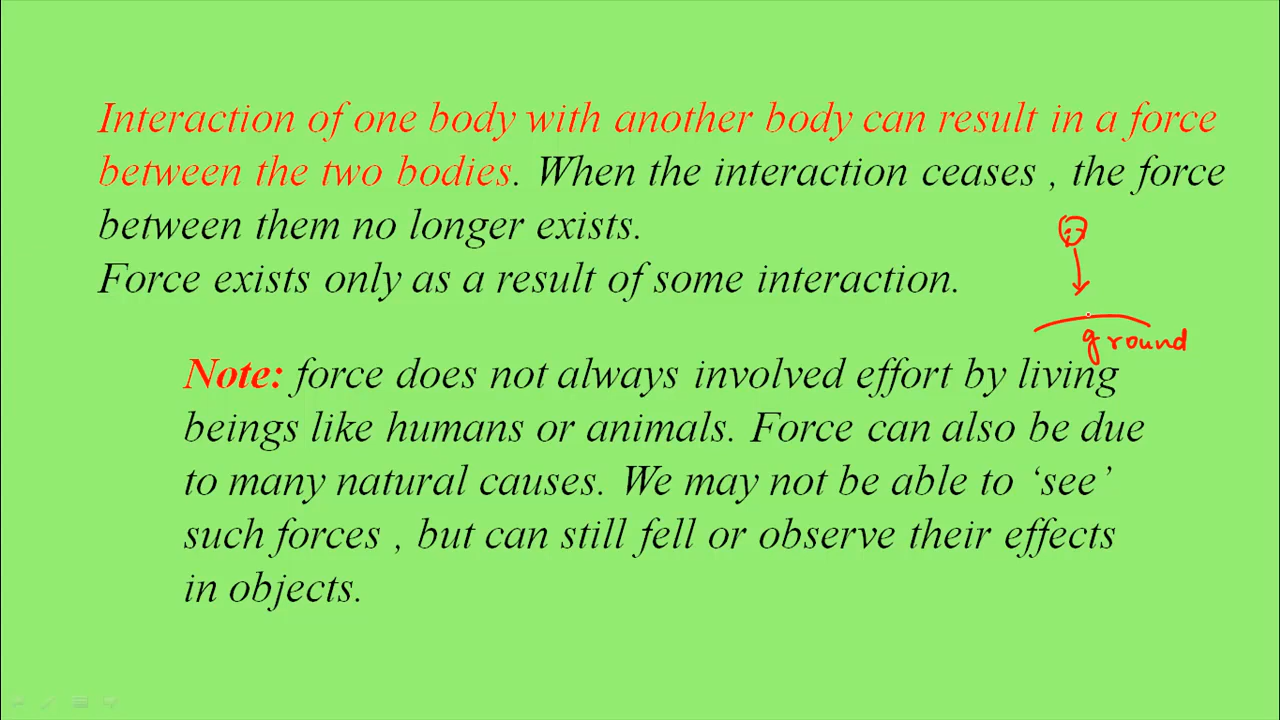 Interaction of one body with another body can result in a force
between the two bodies. When the interaction ceases , the force
between them no longer exists.
Force exists only as a result of some interaction.
ground
Note: force does not always involved effort by living
beings like humans or animals. Force can also be due
to many natural causes. We may not be able to ‘see’
such forces , but can still fell or observe their effects
in objects.